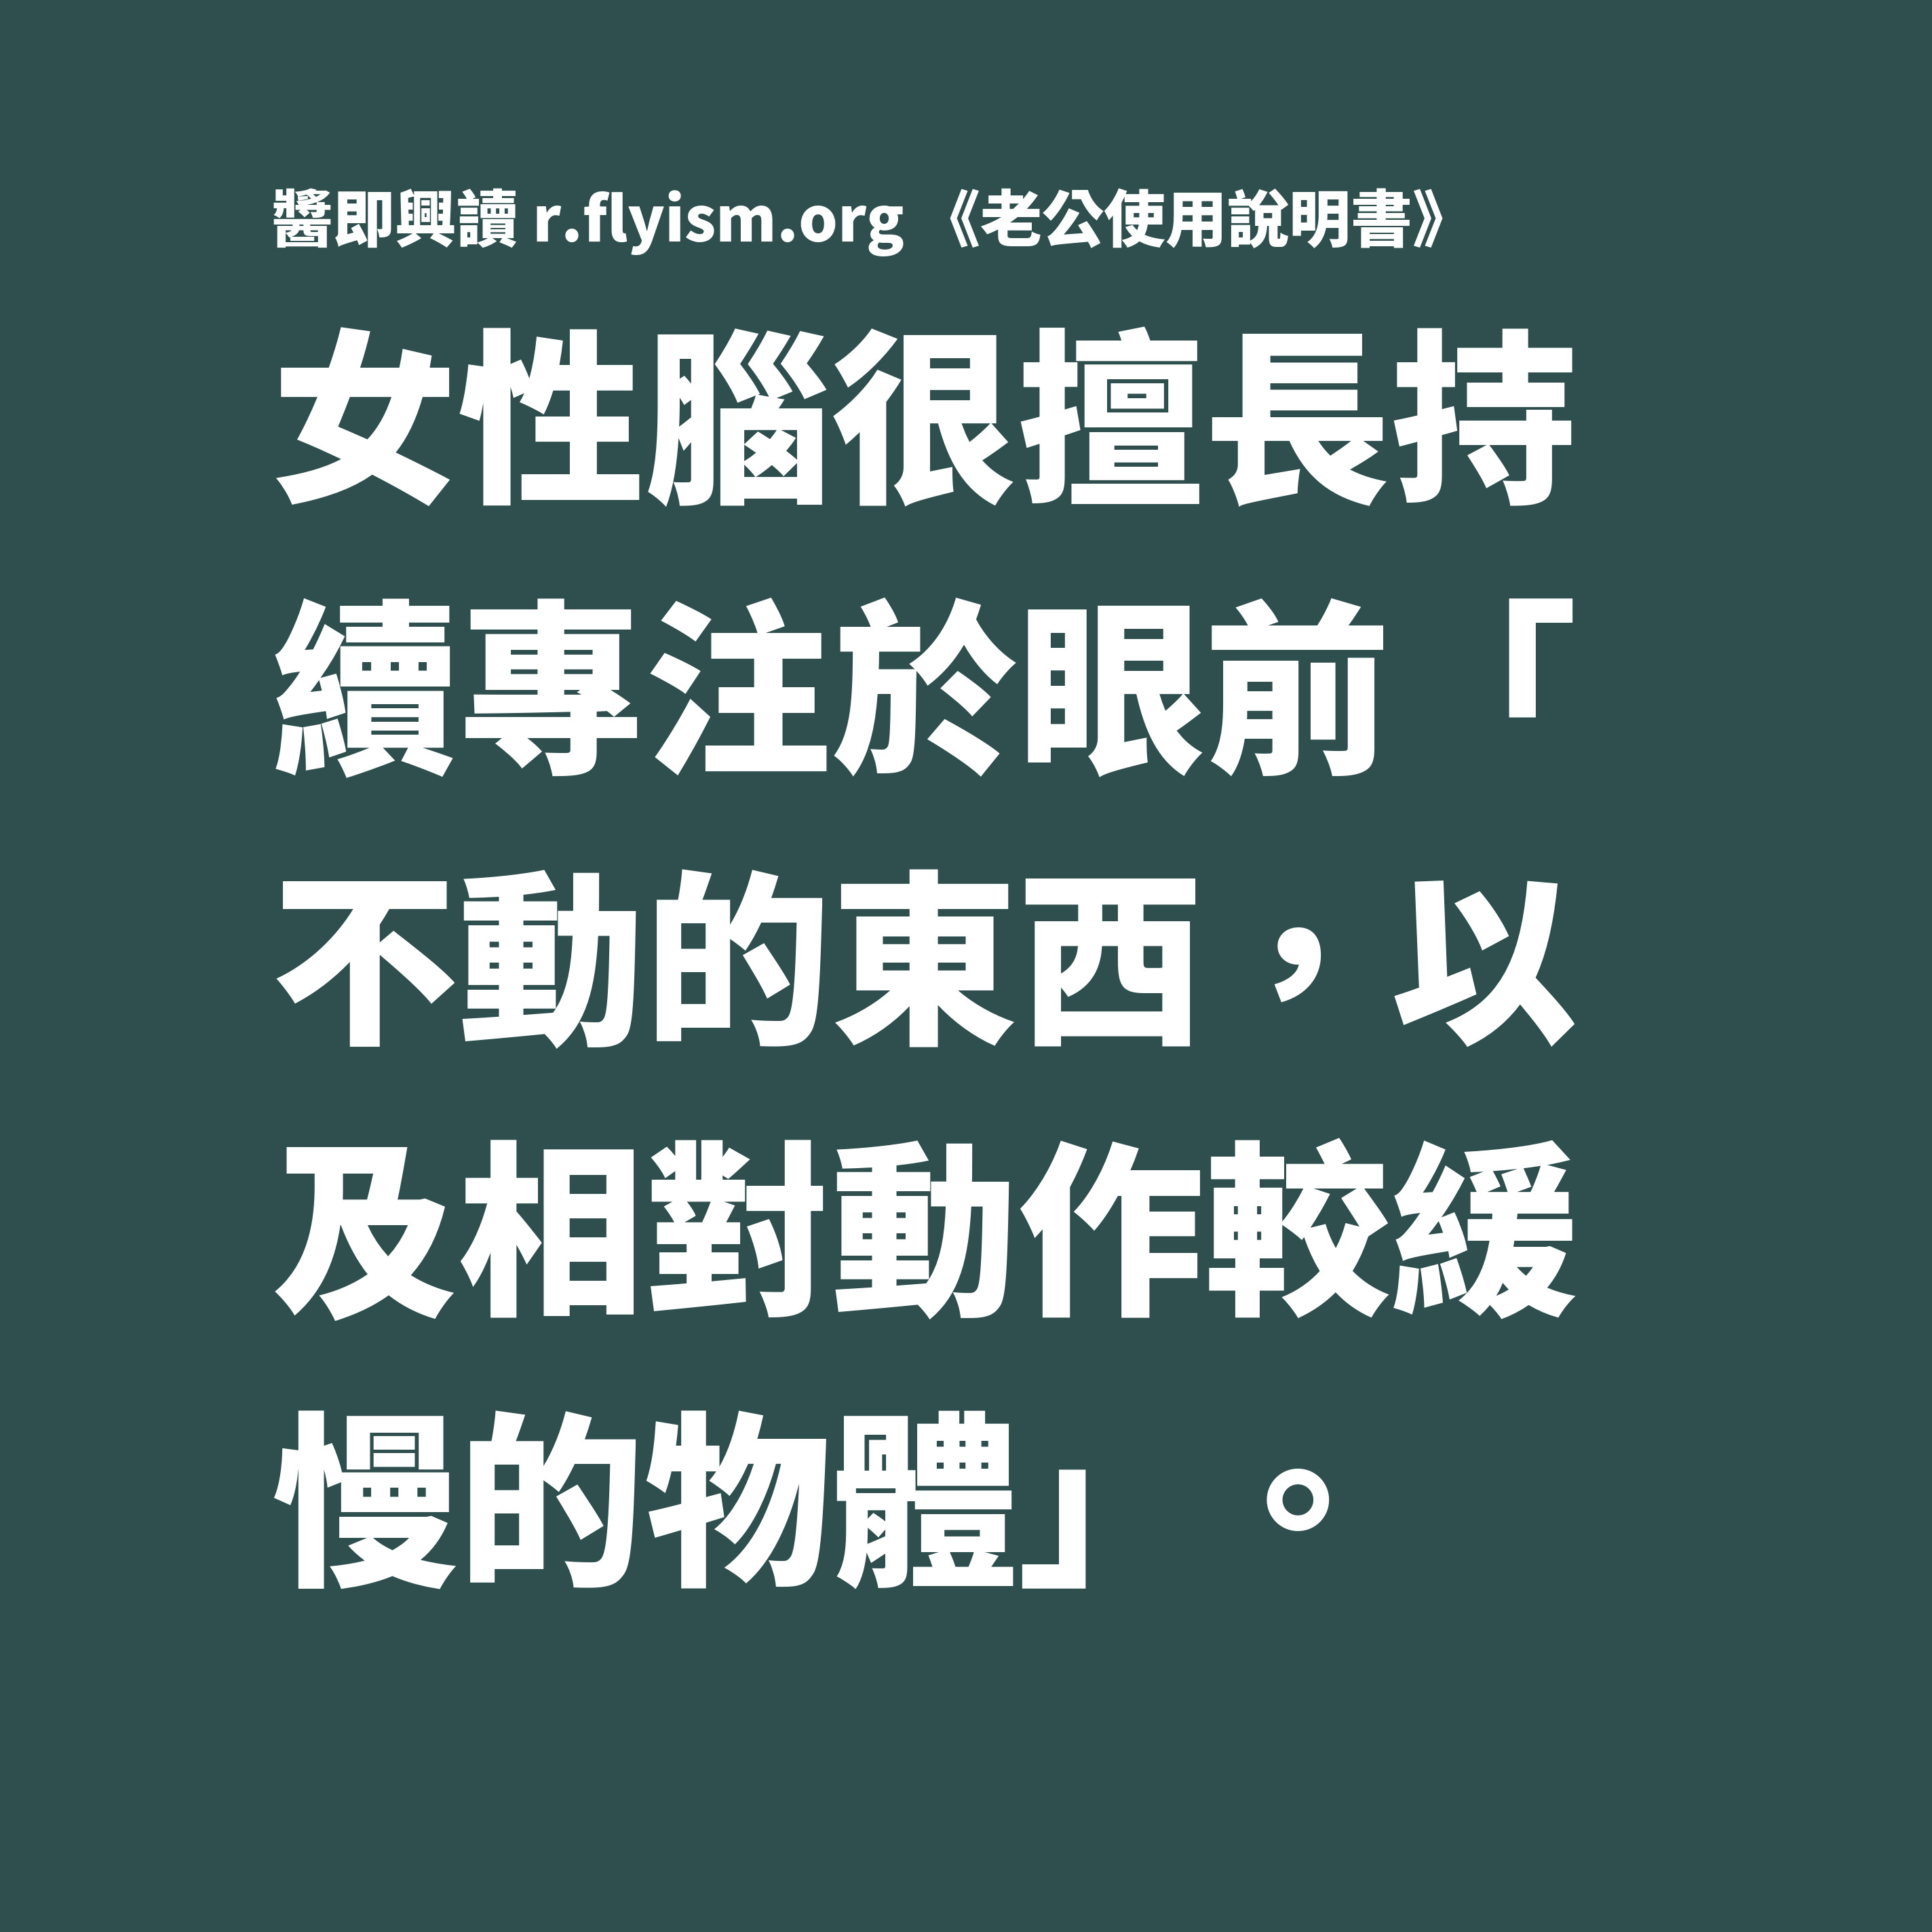 謷即與讀 r.flyism.org 《老公使用說明書》
女性腦很擅長持
續專注於眼前「
不動的東西，以
及相對動作較緩
慢的物體」。